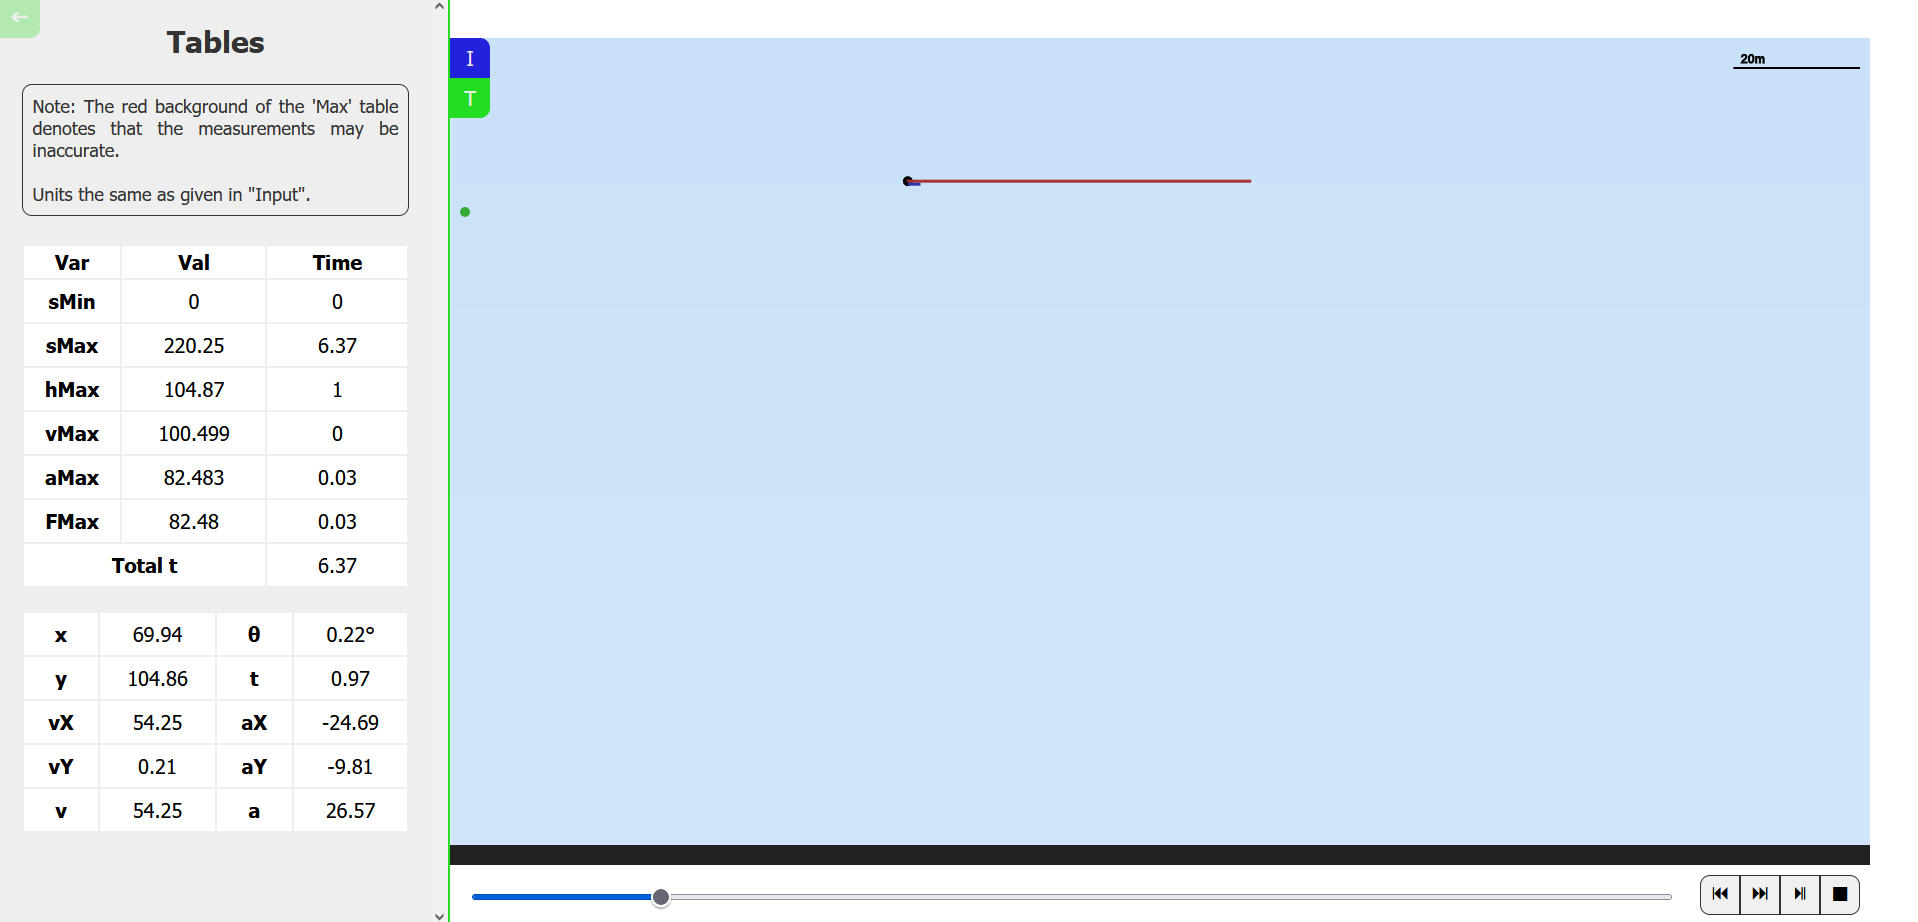 Tables
Note: The red background of the 'Max' table
denotes that the measurements may be
inaccurate.
Units the same as given in "Input".
Var Val Time
sMin 0 0
sMax 220.25 6.37
hMax 104.87 1
vMax 100.499 0
aMax 82.483 0.03
FMax 82.48 0.03
Total t 6.37
x 69.94 θ 0.22°
y 104.86 t 0.97
vX 54.25 aX -24.69
vY 0.21 aY -9.81
v 54.25 a 26.57
I
T
20m